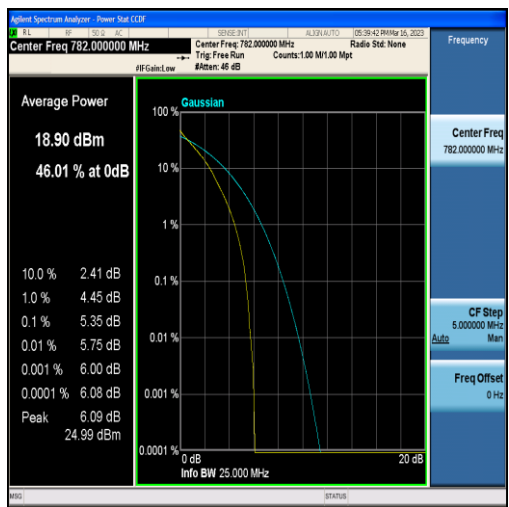 Agilent Spectrum Analyzer - Power Stat CCDF
RL RF 50 Ω AC SENSE:INT ALIGN AUTO 05:39:42 PM Mar 16, 2023
Center Freq 782.000000 MHz
Center Freq: 782.000000 MHz Radio Std: None
Trig: Free Run Counts:1.00 M/1.00 Mpt
#IFGain:Low #Atten: 46 dB
Frequency
Center Freq
782.000000 MHz
CF Step
5.000000 MHz
Auto Man
Freq Offset
0 Hz
Average Power
18.90 dBm
46.01 % at 0dB
10.0 % 2.41 dB
1.0 % 4.45 dB
0.1 % 5.35 dB
0.01 % 5.75 dB
0.001 % 6.00 dB
0.0001 % 6.08 dB
Peak 6.09 dB
24.99 dBm
Gaussian
100 %
10 %
1 %
0.1 %
0.01 %
0.001 %
0.0001 %
0 dB 20 dB
Info BW 25.000 MHz
MSG STATUS